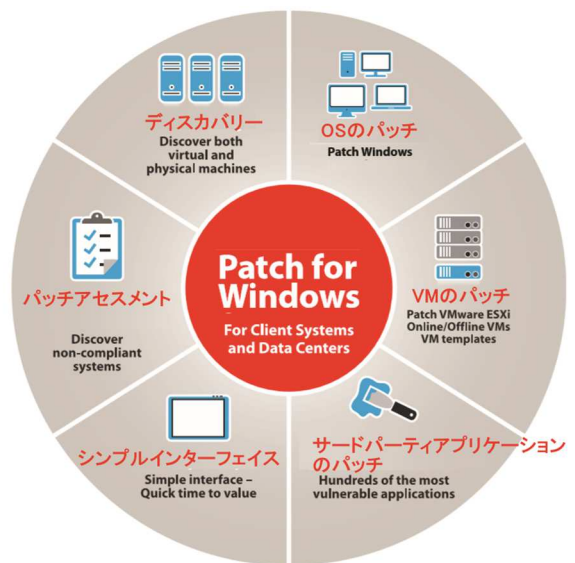 ディスカバリー
Discover both
virtual and
physical machines
OSのパッチ
Patch Windows
パッチアセスメント
Discover
non-compliant
systems
Patch for
Windows
For Client Systems
and Data Centers
VMのパッチ
Patch VMware ESXi
Online/Offline VMs
VM templates
シンプルインターフェイス
Simple interface –
Quick time to value
サードパーティアプリケーション
のパッチ
Hundreds of the most
vulnerable applications